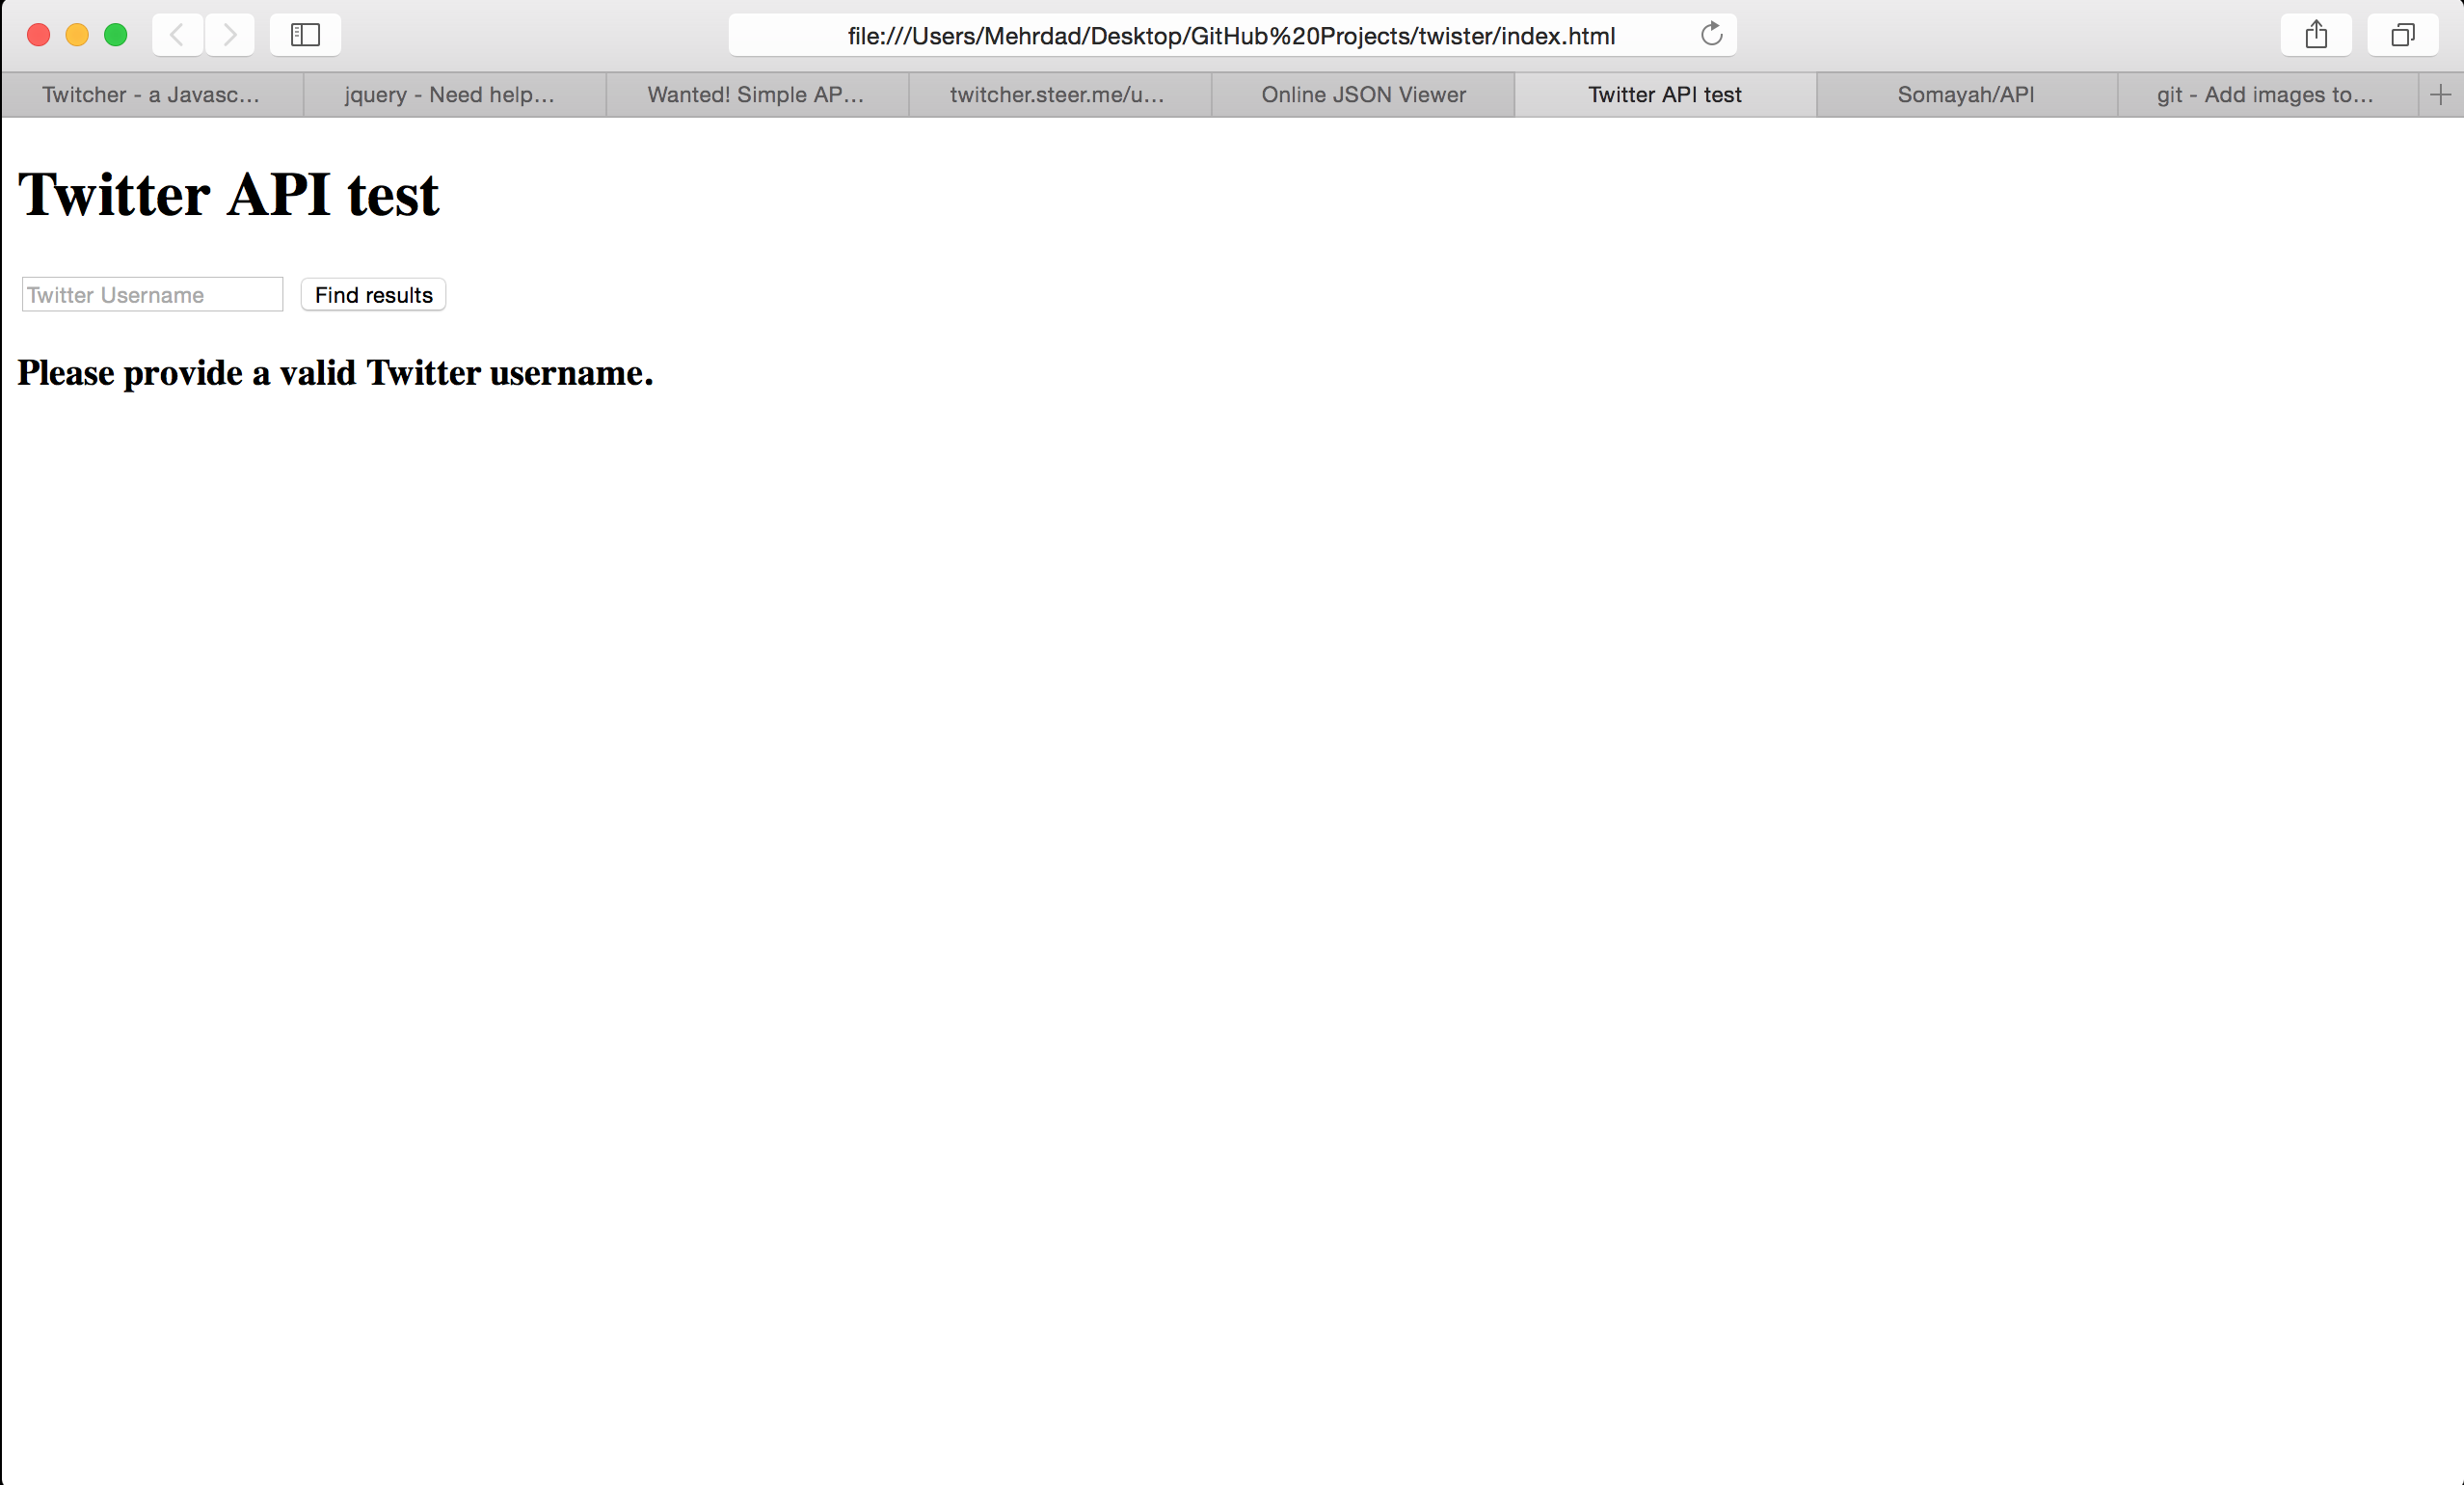 file:///Users/Mehrdad/Desktop/GitHub%20Projects/twister/index.html
Twitcher - a Javasc... jquery - Need help... Wanted! Simple AP... twitcher.steer.me/u... Online JSON Viewer Twitter API test Somayah/API git - Add images to...
Twitter API test
Twitter Username Find results
Please provide a valid Twitter username.